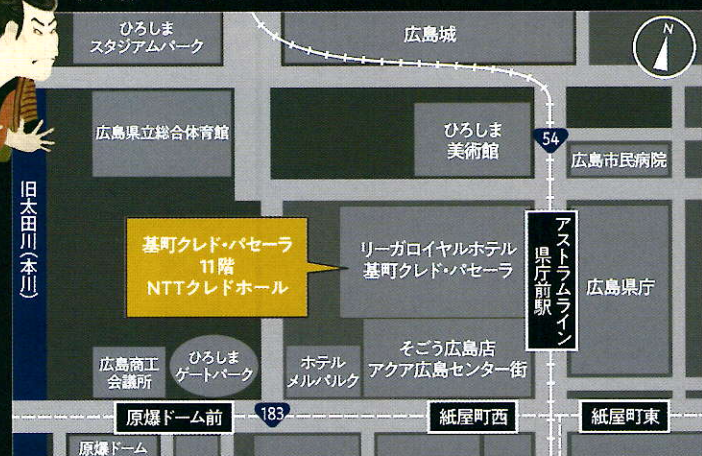 ひろしま
スタジアムパーク
広島城
N
広島県立総合体育館
ひろしま
美術館
54
広島市民病院
旧太田川(本川)
基町クレド・パセーラ
11階
NTTクレドホール
リーガロイヤルホテル
基町クレド・パセーラ
アストラムライン
県庁前駅
広島県庁
広島商工
会議所
ひろしま
ゲートパーク
ホテル
メルパルク
そごう広島店
アクア広島センター街
原爆ドーム前
183
紙屋町西
紙屋町東
原爆ドーム